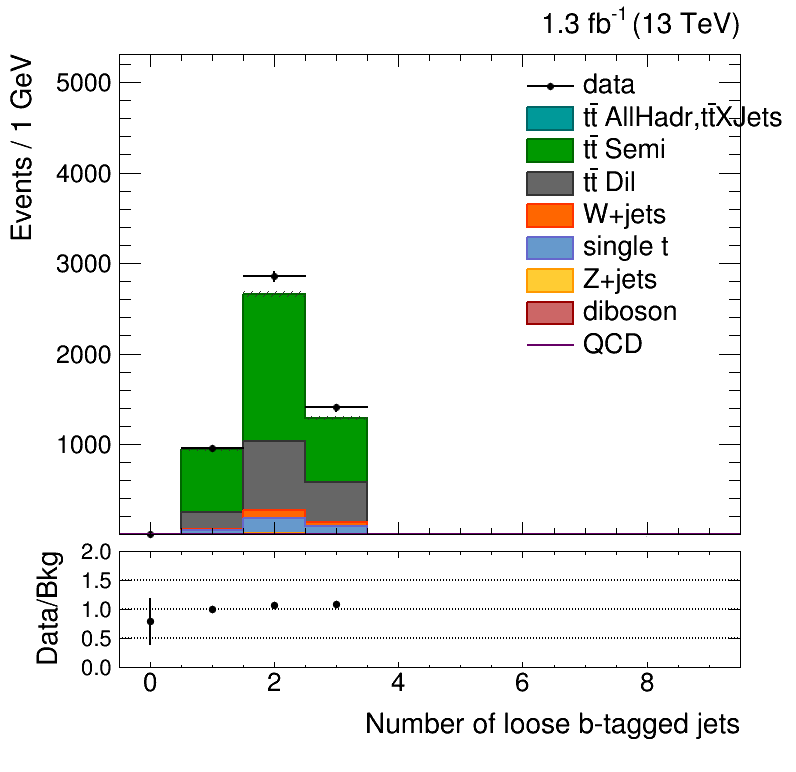 1.3 fb⁻¹ (13 TeV)
Events / 1 GeV
5000
4000
3000
2000
1000
data
tt̄ AllHadr,tt̄XJets
tt̄ Semi
tt̄ Dil
W+jets
single t
Z+jets
diboson
QCD
Data/Bkg
2.0
1.5
1.0
0.5
0.0
0 2 4 6 8
Number of loose b-tagged jets